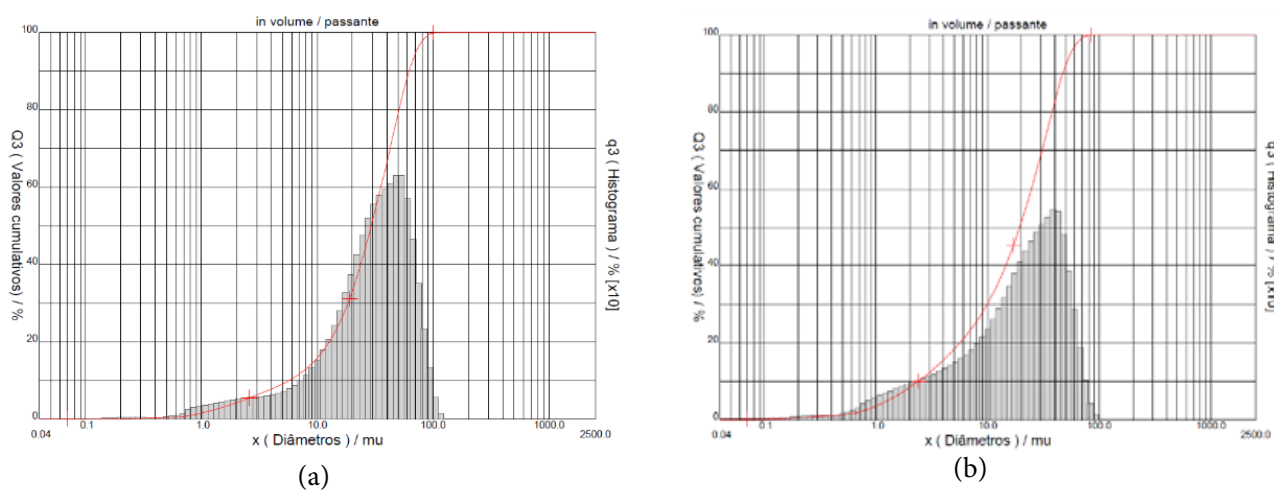 in volume / passante
100
80
60
40
20
0
Q3 ( Valores cumulativos) / %
q3 ( Histograma ) / % [x10]
0.04 0.1 1.0 10.0 100.0 1000.0 2500.0
x ( Diâmetros ) / mu
(a)
in volume / passante
100
80
60
40
20
0
Q3 ( Valores cumulativos) / %
q3 ( Histograma ) / % [x10]
0.04 0.1 1.0 10.0 100.0 1000.0 2500.0
x ( Diâmetros ) / mu
(b)